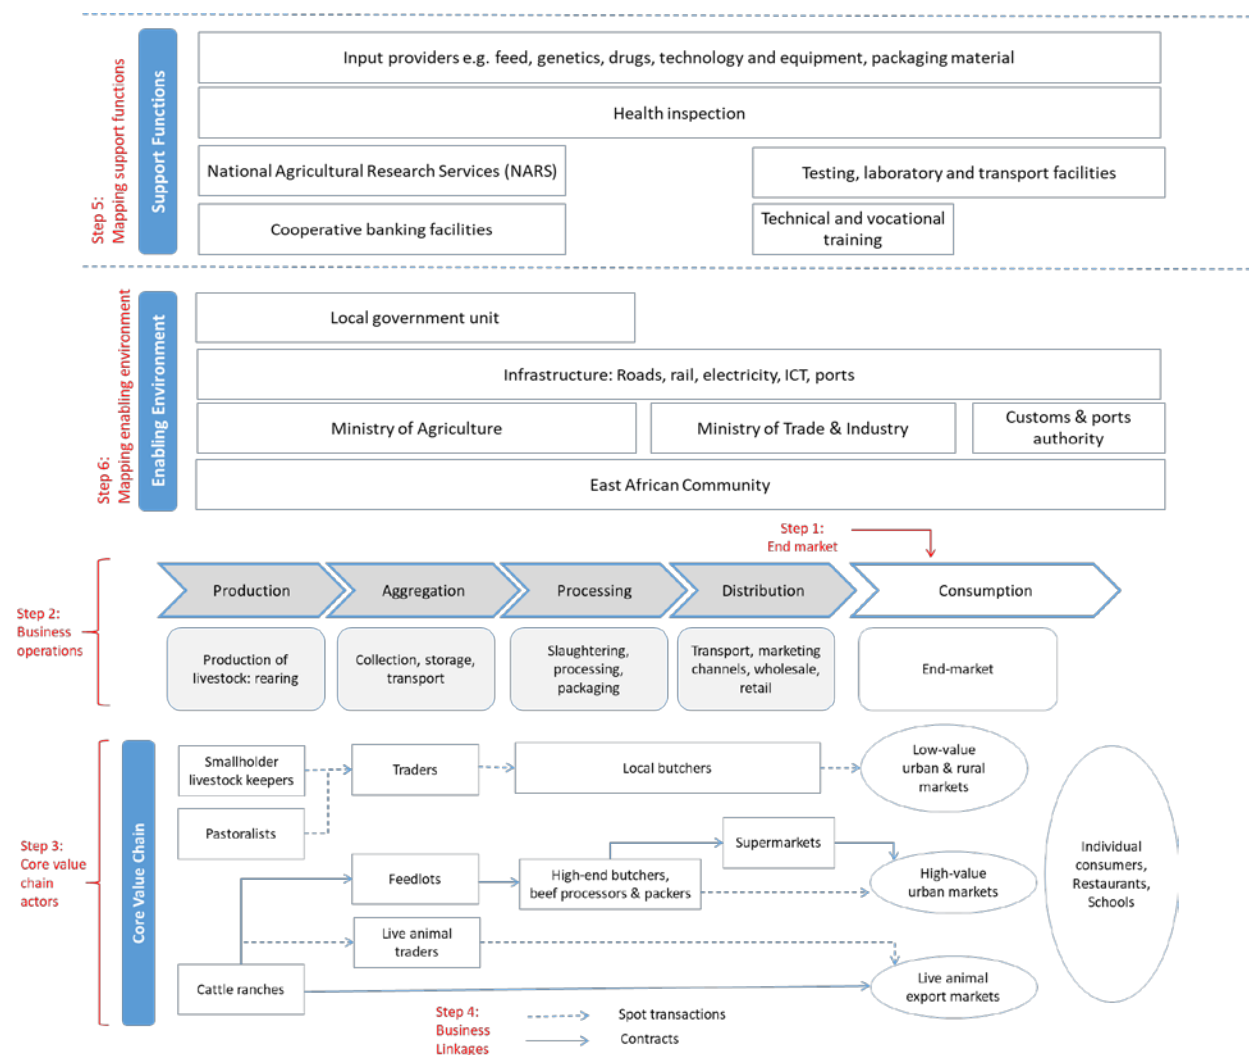 Step 5:
Mapping support functions
Support Functions
Input providers e.g. feed, genetics, drugs, technology and equipment, packaging material
Health inspection
National Agricultural Research Services (NARS)
Testing, laboratory and transport facilities
Cooperative banking facilities
Technical and vocational
training
Step 6:
Mapping enabling environment
Enabling Environment
Local government unit
Infrastructure: Roads, rail, electricity, ICT, ports
Ministry of Agriculture
Ministry of Trade & Industry
Customs & ports
authority
East African Community
Step 1:
End market
Step 2:
Business
operations
Production
Aggregation
Processing
Distribution
Consumption
Production of
livestock: rearing
Collection, storage,
transport
Slaughtering,
processing,
packaging
Transport, marketing
channels, wholesale,
retail
End-market
Step 3:
Core value
chain
actors
Core Value Chain
Smallholder
livestock keepers
Traders
Local butchers
Low-value
urban & rural
markets
Pastoralists
Supermarkets
Feedlots
High-end butchers,
beef processors & packers
High-value
urban markets
Individual
consumers,
Restaurants,
Schools
Live animal
traders
Cattle ranches
Live animal
export markets
Step 4:
Business
Linkages
Spot transactions
Contracts